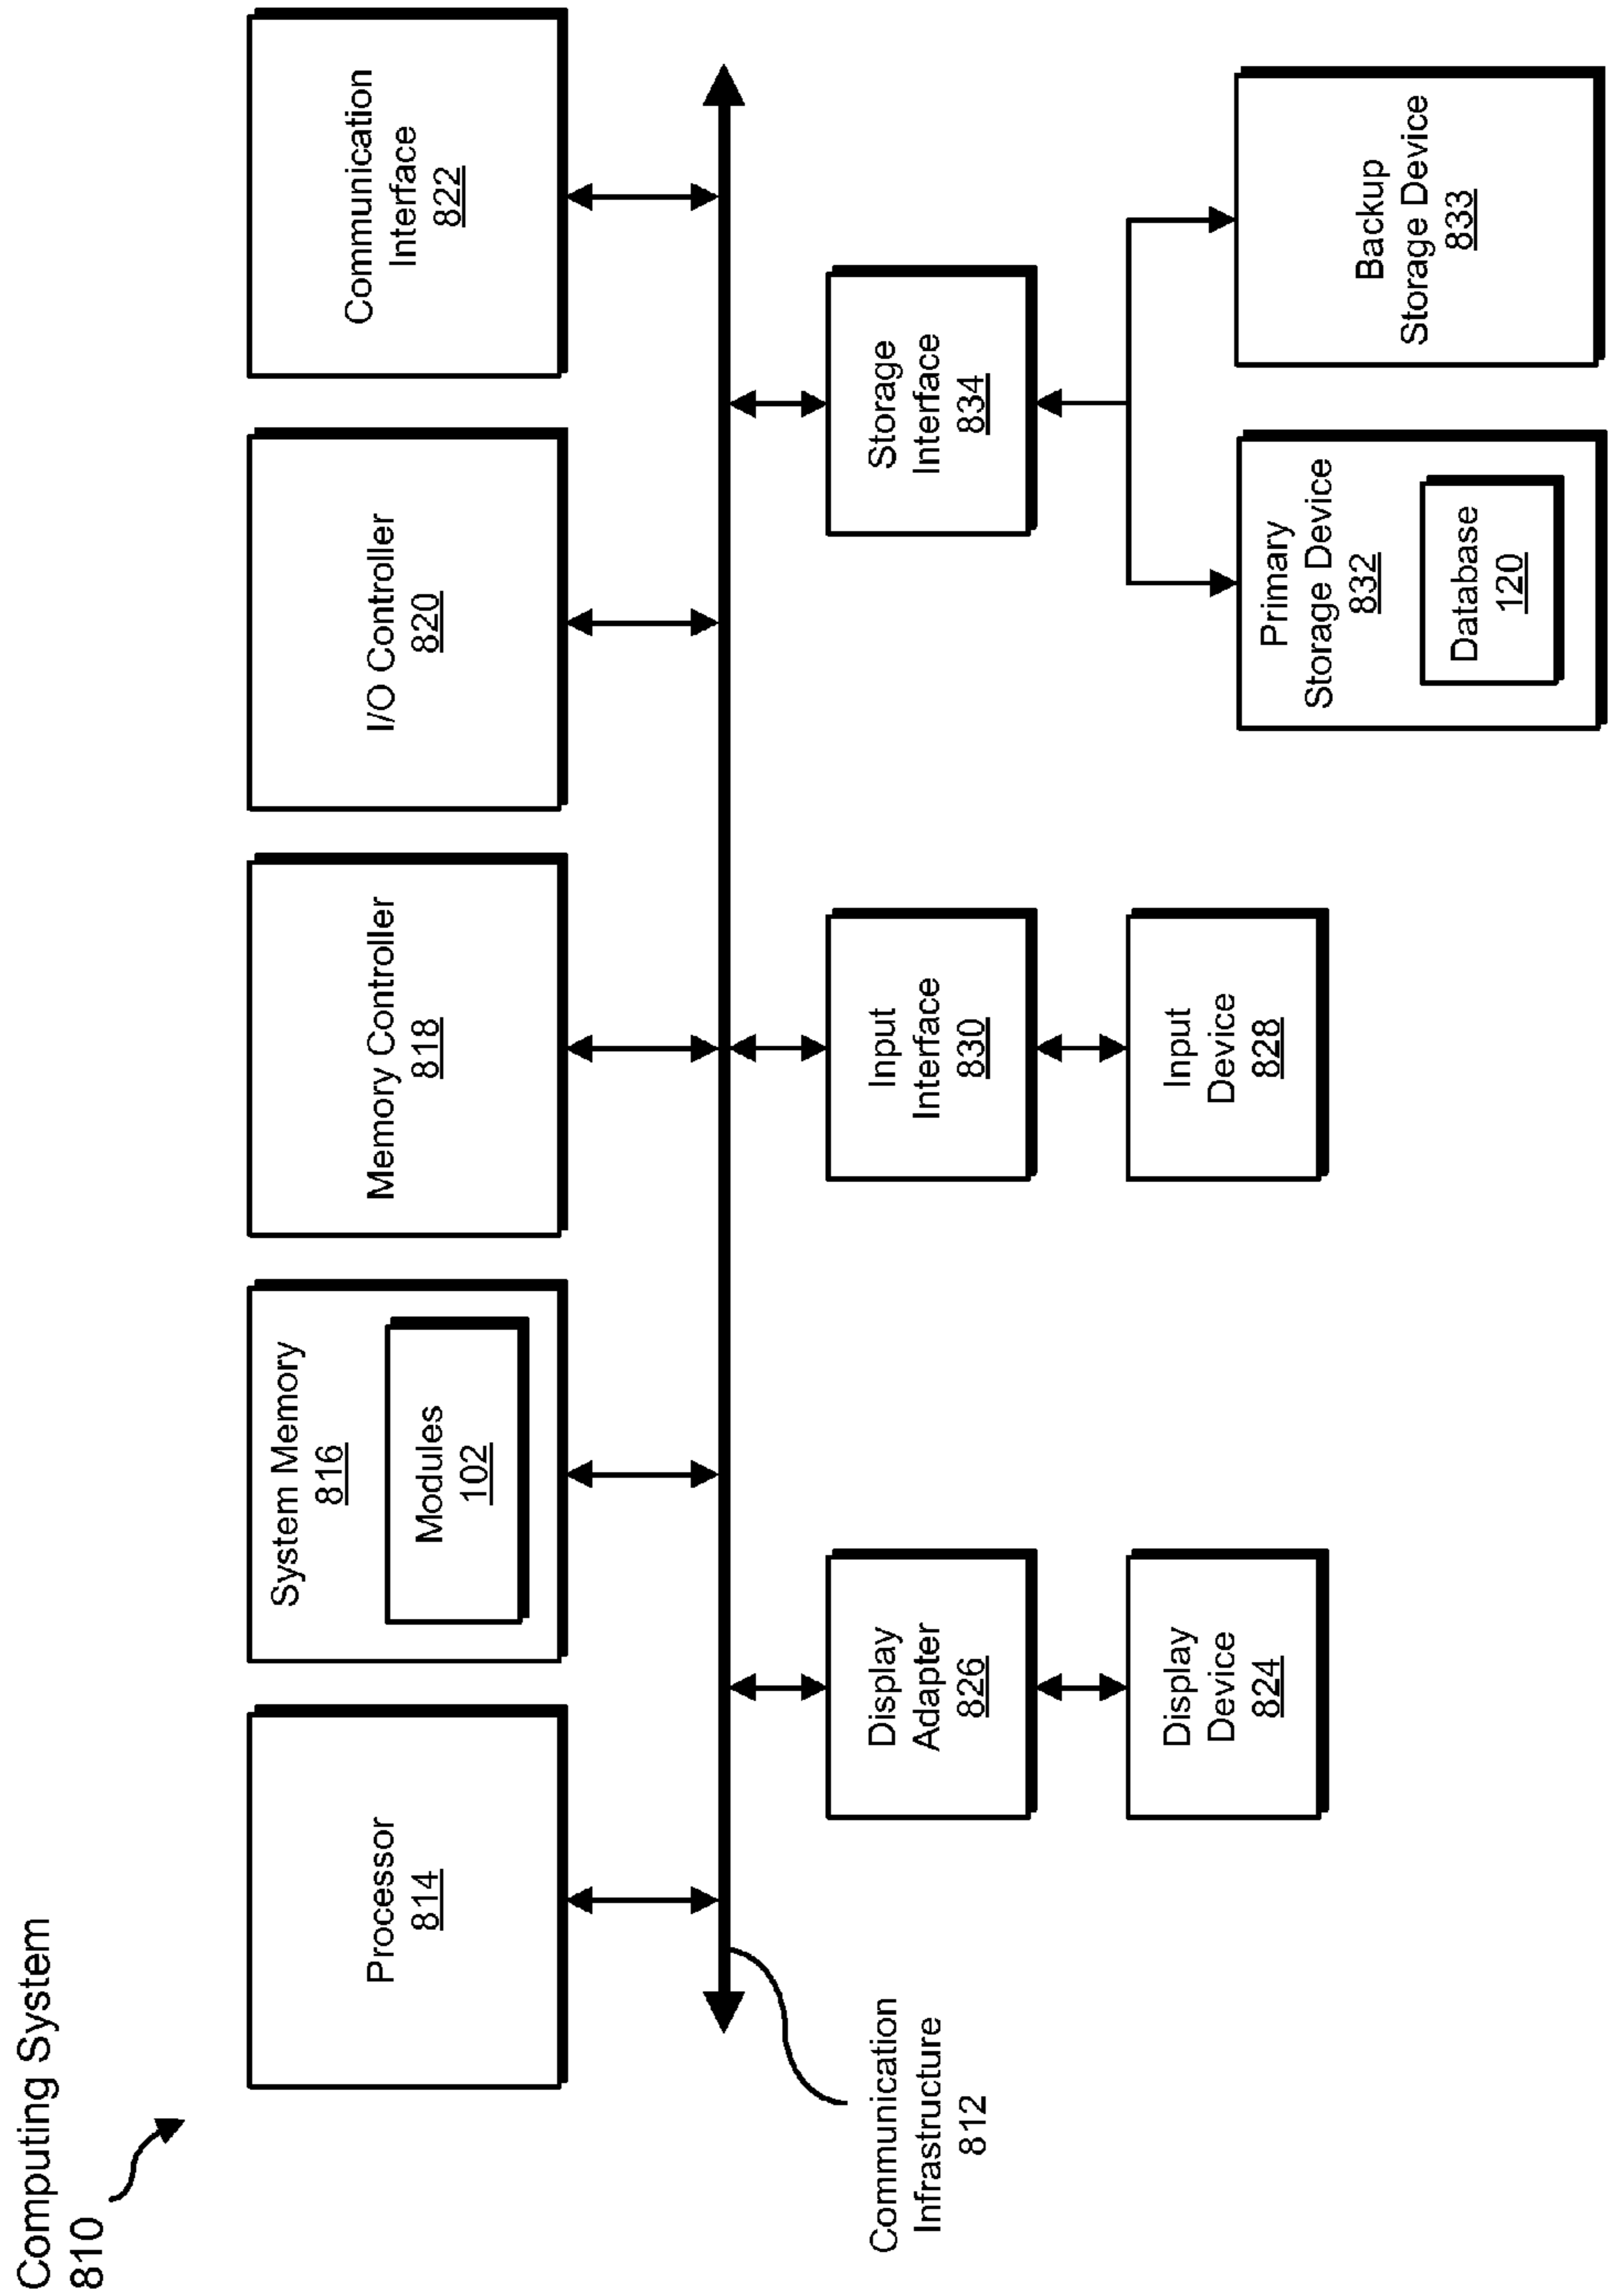 Computing System
810
Processor
814
System Memory
816
Modules
102
Memory Controller
818
I/O Controller
820
Communication
Interface
822
Communication
Infrastructure
812
Display
Adapter
826
Input
Interface
830
Storage
Interface
834
Display
Device
824
Input
Device
828
Primary
Storage Device
832
Database
120
Backup
Storage Device
833